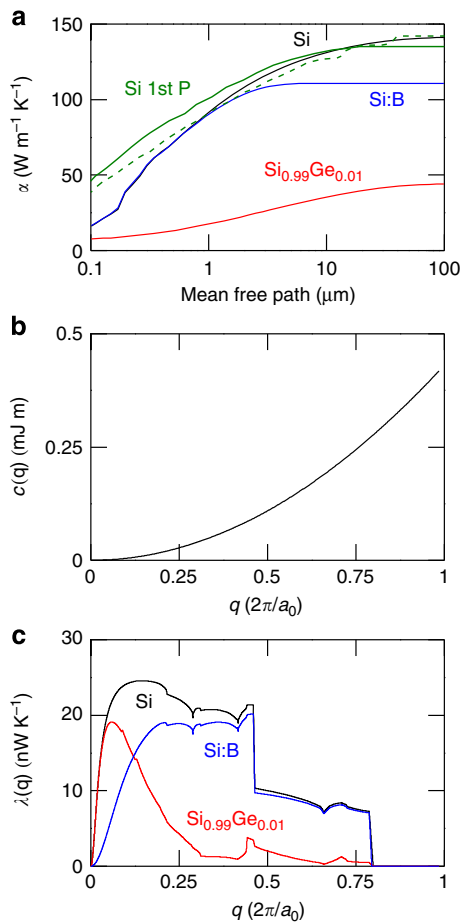 a
150
100
50
0
α (W m⁻¹ K⁻¹)
Si
Si 1st P
Si:B
Si₀.₉₉Ge₀.₀₁
0.1 1 10 100
Mean free path (μm)
b
0.5
0.25
0
c(q) (mJ m)
0 0.25 0.5 0.75 1
q (2π/a₀)
c
30
20
10
0
λ(q) (nW K⁻¹)
Si
Si:B
Si₀.₉₉Ge₀.₀₁
0 0.25 0.5 0.75 1
q (2π/a₀)